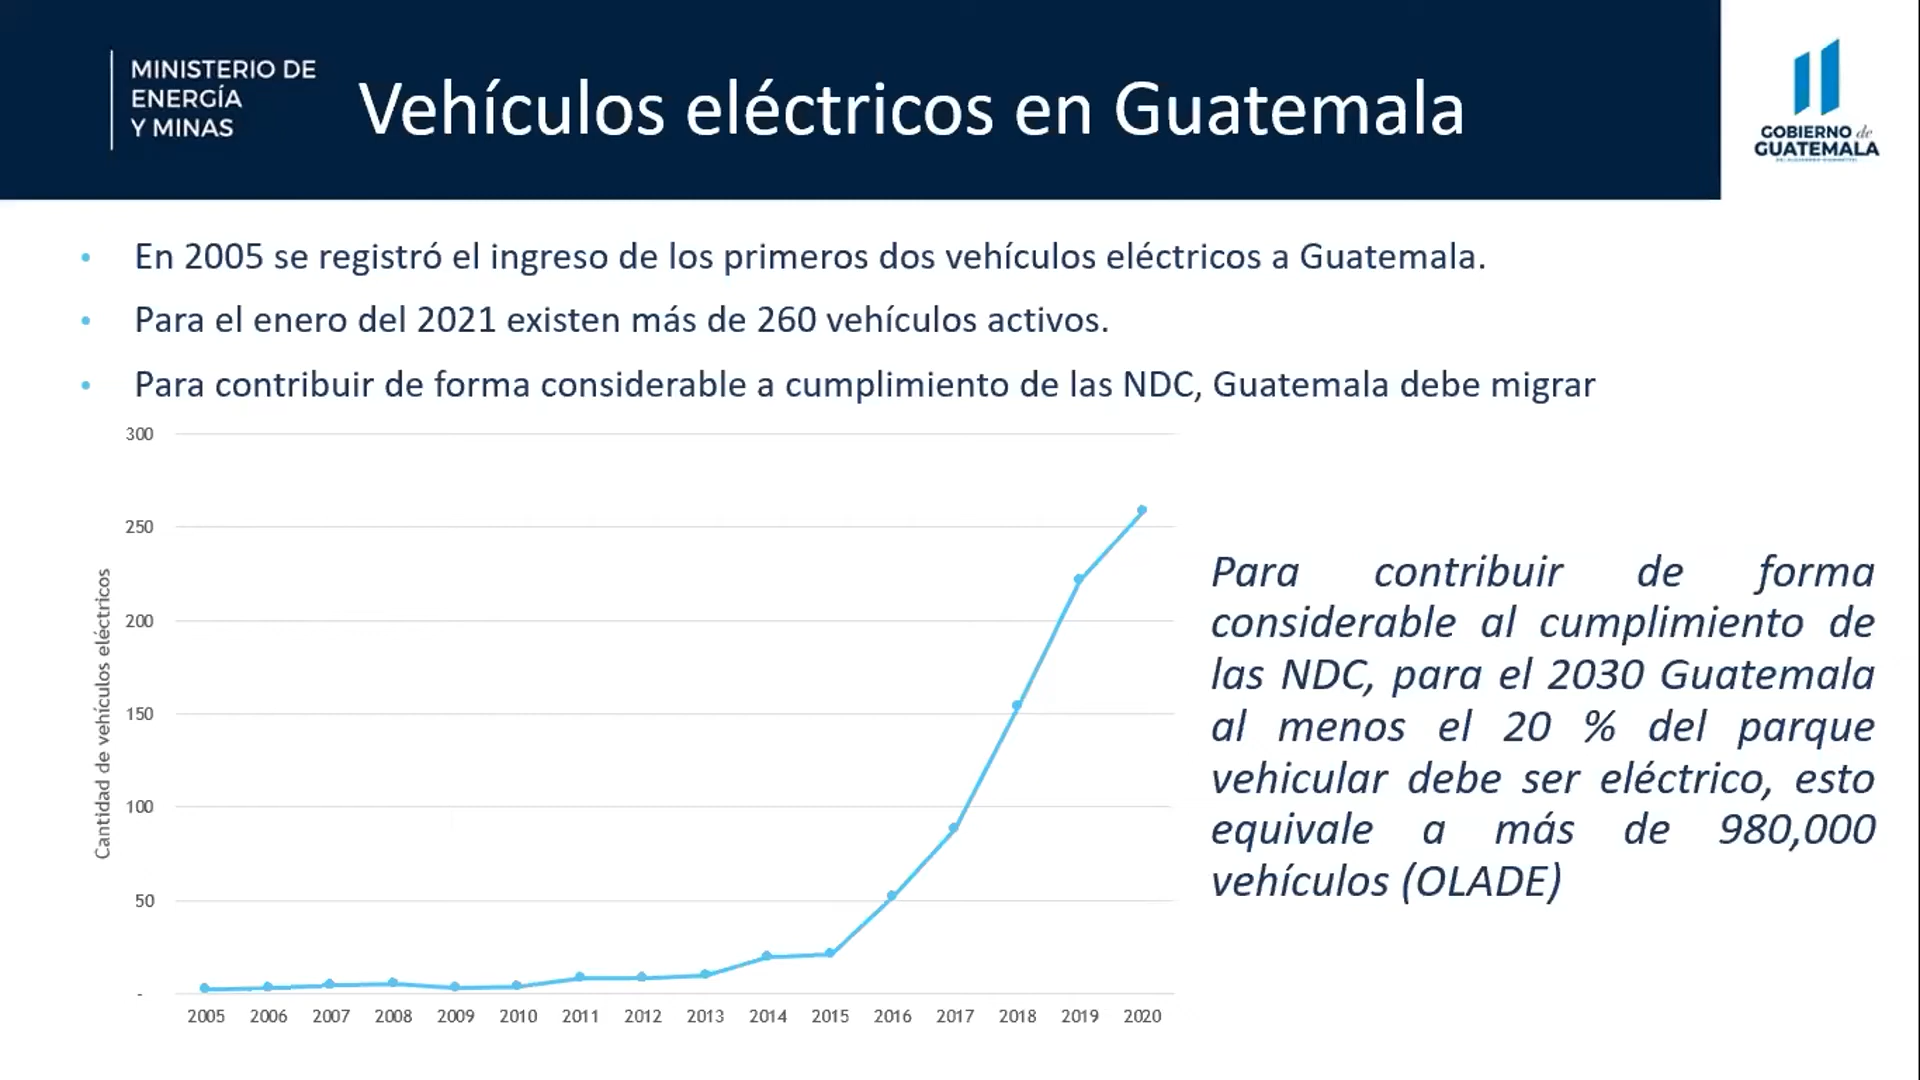 MINISTERIO DE
ENERGÍA
Y MINAS
Vehículos eléctricos en Guatemala
GOBIERNO de
GUATEMALA
• En 2005 se registró el ingreso de los primeros dos vehículos eléctricos a Guatemala.
• Para el enero del 2021 existen más de 260 vehículos activos.
• Para contribuir de forma considerable a cumplimiento de las NDC, Guatemala debe migrar
Cantidad de vehículos eléctricos
300
250
200
150
100
50
-
2005 2006 2007 2008 2009 2010 2011 2012 2013 2014 2015 2016 2017 2018 2019 2020
Para contribuir de forma
considerable al cumplimiento de
las NDC, para el 2030 Guatemala
al menos el 20 % del parque
vehicular debe ser eléctrico, esto
equivale a más de 980,000
vehículos (OLADE)